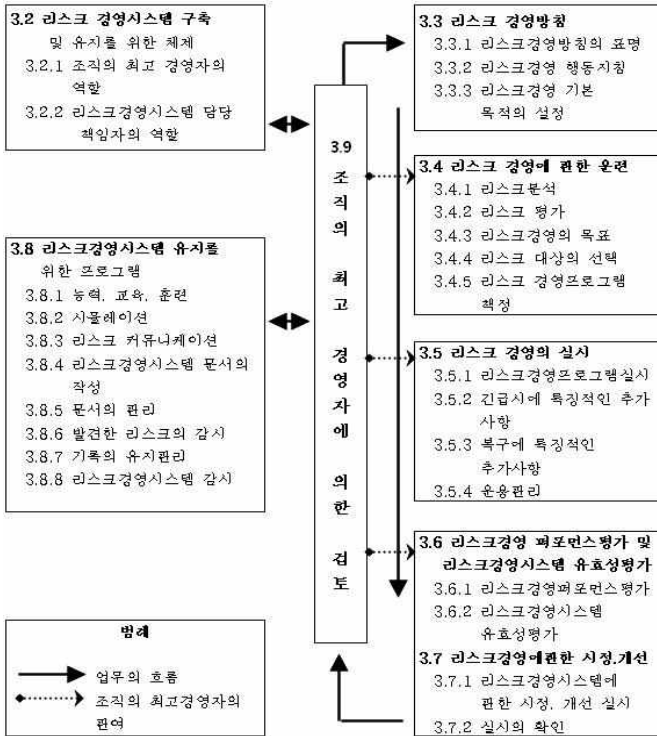 3.2 리스크 경영시스템 구축
및 유지를 위한 체제
3.2.1 조직의 최고 경영자의
역할
3.2.2 리스크경영시스템 담당
책임자의 역할
3.8 리스크경영시스템 유지를
위한 프로그램
3.8.1 능력, 교육, 훈련
3.8.2 시뮬레이션
3.8.3 리스크 커뮤니케이션
3.8.4 리스크경영시스템 문서의
작성
3.8.5 문서의 관리
3.8.6 발견한 리스크의 감시
3.8.7 기록의 유지관리
3.8.8 리스크경영시스템 감시
범례
업무의 흐름
조직의 최고경영자의
관여
3.9
조
직
의
최
고
경
영
자
에
의
한
검
토
3.3 리스크 경영방침
3.3.1 리스크경영방침의 표명
3.3.2 리스크경영 행동지침
3.3.3 리스크경영 기본
목적의 설정
3.4 리스크 경영에 관한 훈련
3.4.1 리스크분석
3.4.2 리스크 평가
3.4.3 리스크경영의 목표
3.4.4 리스크 대상의 선택
3.4.5 리스크 경영프로그램
책정
3.5 리스크 경영의 실시
3.5.1 리스크경영프로그램실시
3.5.2 긴급시에 특징적인 추가
사항
3.5.3 복구에 특징적인
추가사항
3.5.4 운용관리
3.6 리스크경영 퍼포먼스평가 및
리스크경영시스템 유효성평가
3.6.1 리스크경영퍼포먼스평가
3.6.2 리스크경영시스템
유효성평가
3.7 리스크경영에관한 시정.개선
3.7.1 리스크경영시스템에
관한 시정, 개선 실시
3.7.2 실시의 확인